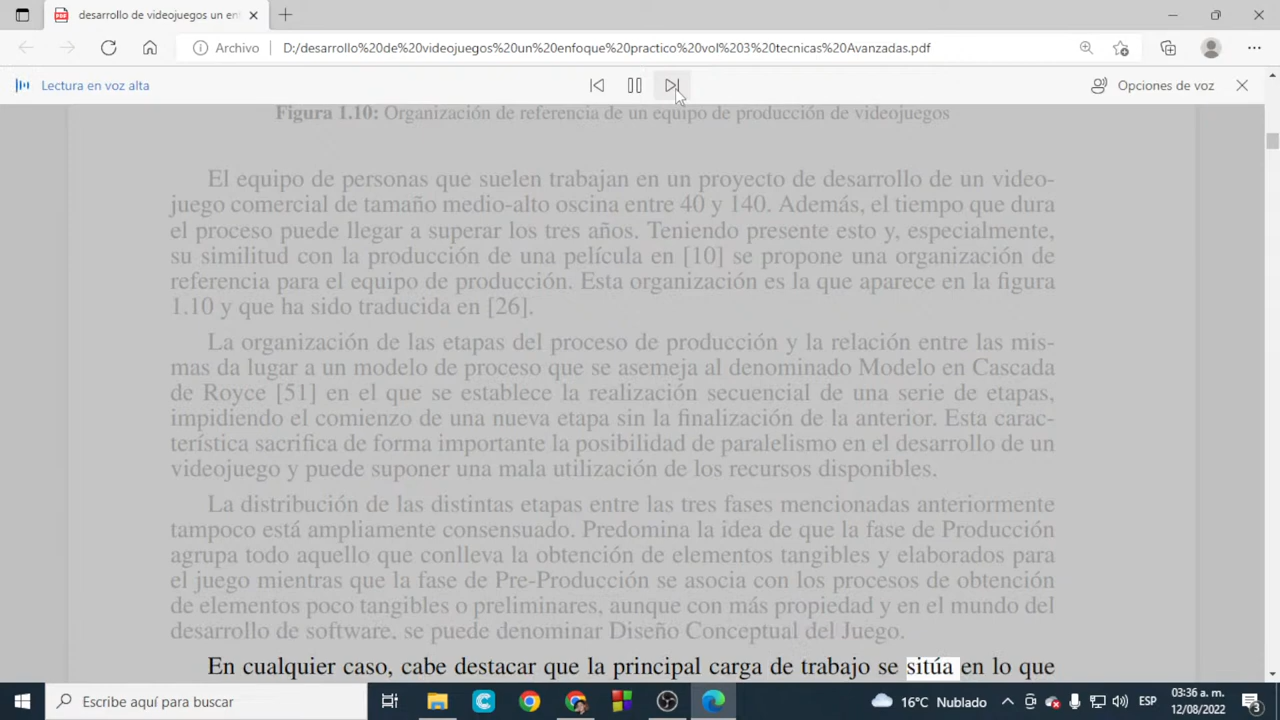 desarrollo de videojuegos un en
Archivo
D:/desarrollo%20de%20videojuegos%20un%20enfoque%20practico%20vol%203%20tecnicas%20Avanzadas.pdf
Lectura en voz alta
Opciones de voz
Figura 1.10: Organización de referencia de un equipo de producción de videojuegos
El equipo de personas que suelen trabajan en un proyecto de desarrollo de un video-
juego comercial de tamaño medio-alto oscina entre 40 y 140. Además, el tiempo que dura
el proceso puede llegar a superar los tres años. Teniendo presente esto y, especialmente,
su similitud con la producción de una película en [10] se propone una organización de
referencia para el equipo de producción. Esta organización es la que aparece en la figura
1.10 y que ha sido traducida en [26].
La organización de las etapas del proceso de producción y la relación entre las mis-
mas da lugar a un modelo de proceso que se asemeja al denominado Modelo en Cascada
de Royce [51] en el que se establece la realización secuencial de una serie de etapas,
impidiendo el comienzo de una nueva etapa sin la finalización de la anterior. Esta carac-
terística sacrifica de forma importante la posibilidad de paralelismo en el desarrollo de un
videojuego y puede suponer una mala utilización de los recursos disponibles.
La distribución de las distintas etapas entre las tres fases mencionadas anteriormente
tampoco está ampliamente consensuado. Predomina la idea de que la fase de Producción
agrupa todo aquello que conlleva la obtención de elementos tangibles y elaborados para
el juego mientras que la fase de Pre-Producción se asocia con los procesos de obtención
de elementos poco tangibles o preliminares, aunque con más propiedad y en el mundo del
desarrollo de software, se puede denominar Diseño Conceptual del Juego.
En cualquier caso, cabe destacar que la principal carga de trabajo se sitúa en lo que
Escribe aquí para buscar
16°C Nublado
ESP
03:36 a. m.
12/08/2022
3